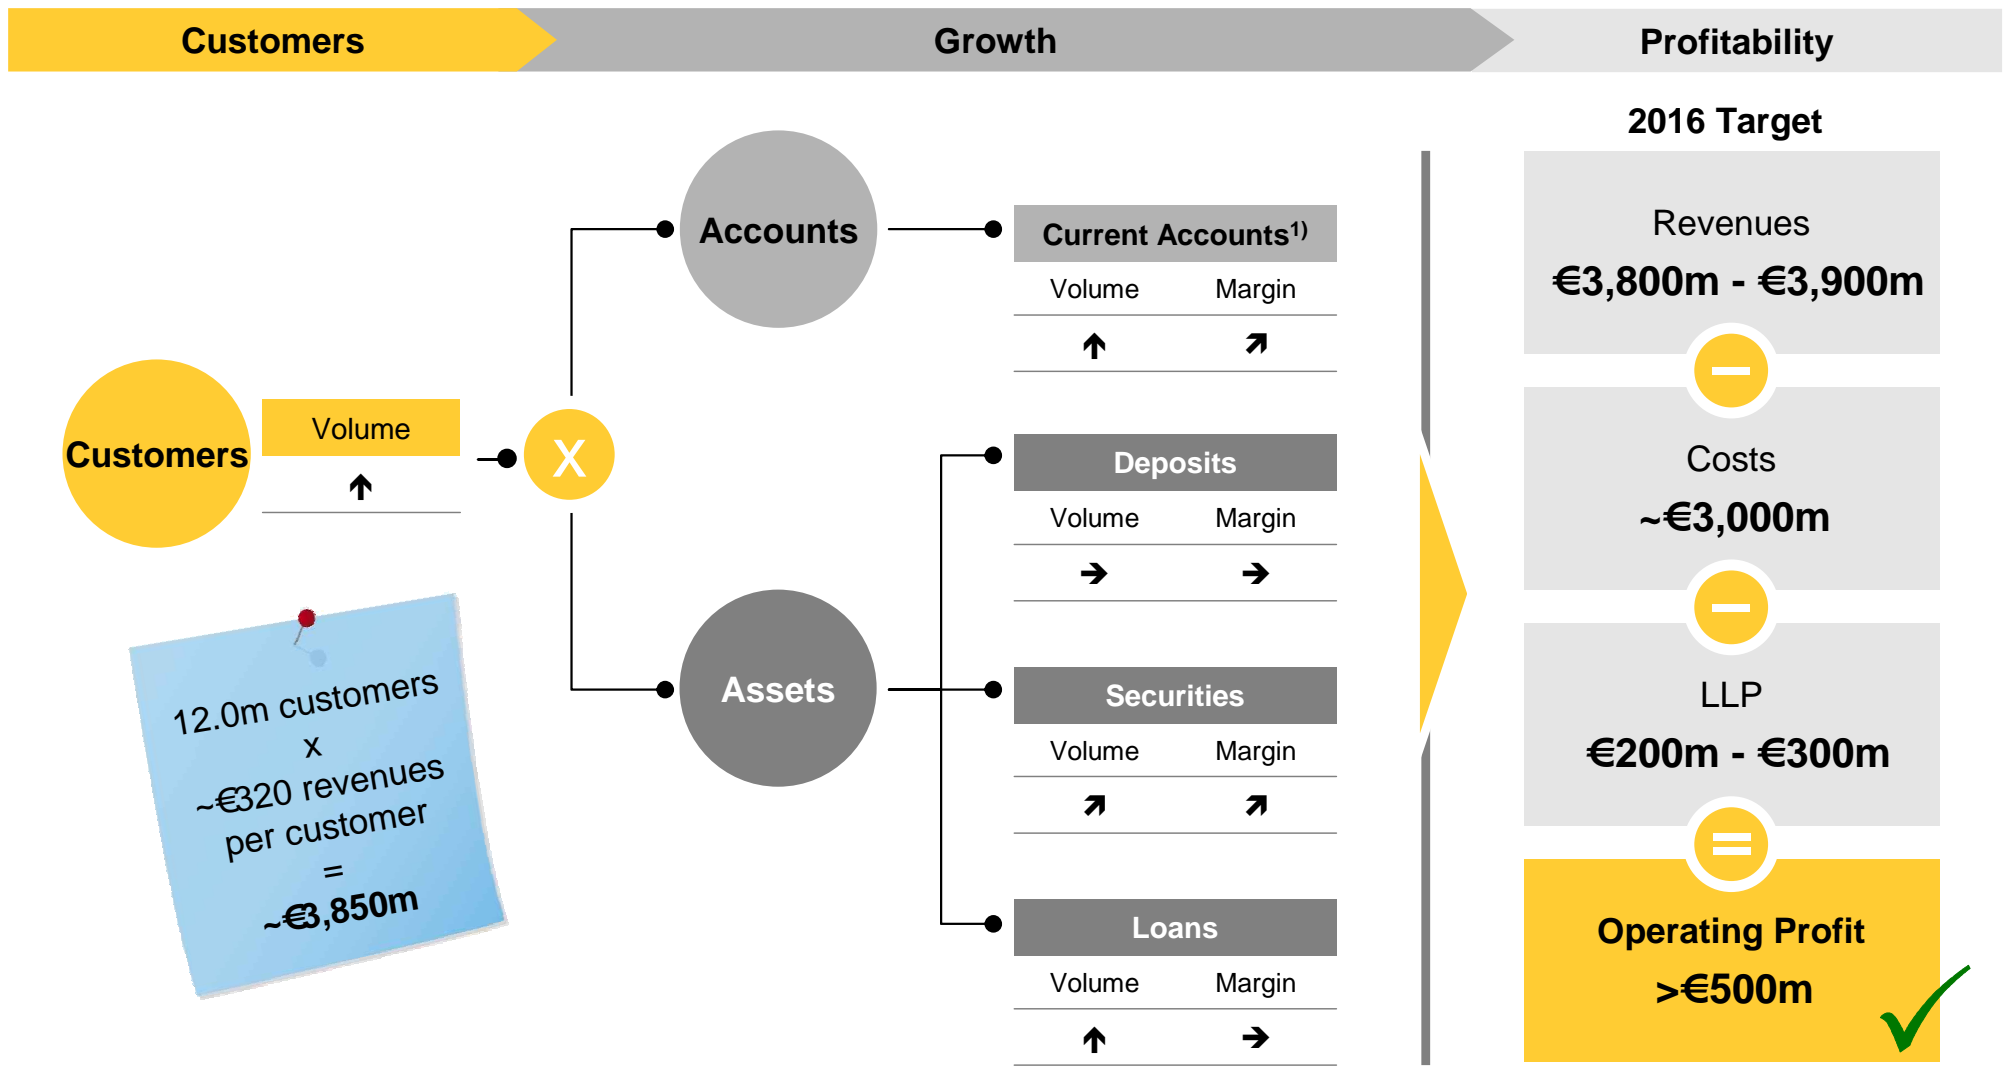 Customers
Growth
Profitability
Customers
Volume
↑
X
12.0m customers
x
~€320 revenues
per customer
=
~€3,850m
Accounts
Assets
Current Accounts¹⁾
Volume Margin
↑ ↗
Deposits
Volume Margin
→ →
Securities
Volume Margin
↗ ↗
Loans
Volume Margin
↑ →
2016 Target
Revenues
€3,800m - €3,900m
–
Costs
~€3,000m
–
LLP
€200m - €300m
=
Operating Profit
>€500m